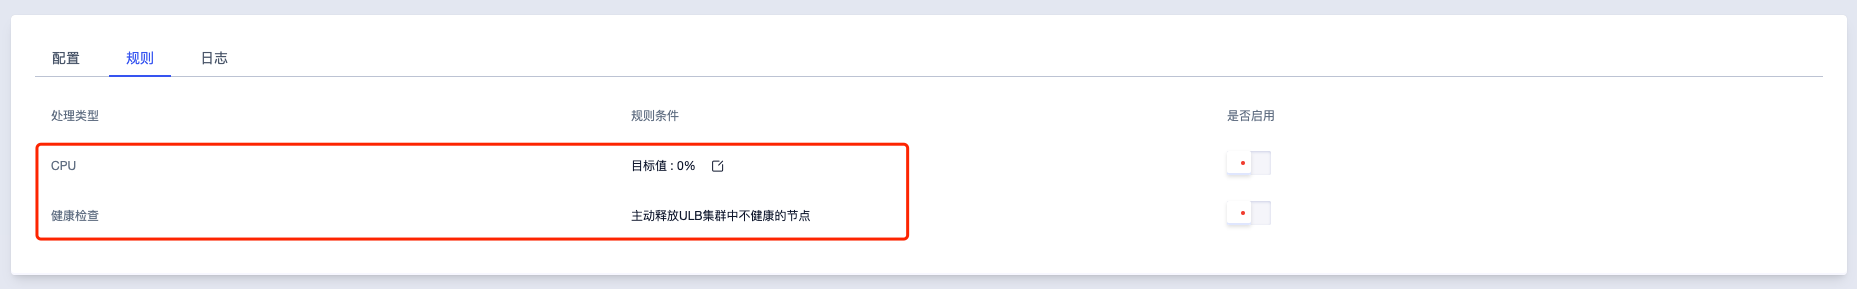 配置 规则 日志
处理类型 规则条件 是否启用
CPU 目标值 : 0%
健康检查 主动释放ULB集群中不健康的节点